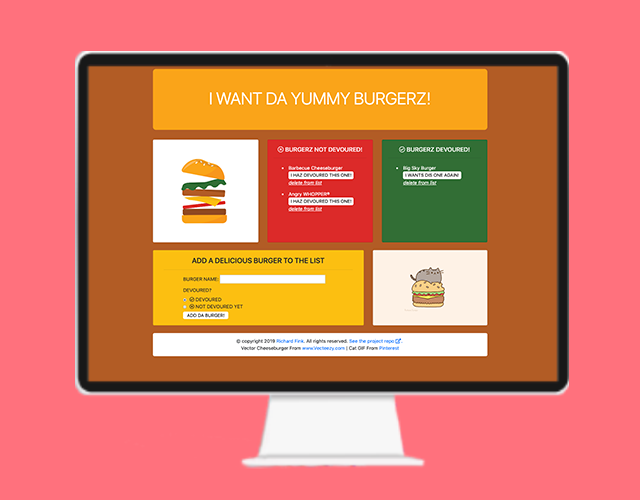 I WANT DA YUMMY BURGERZ!
BURGERZ NOT DEVOURED!
Barbecue Cheeseburger
I HAZ DEVOURED THIS ONE!
delete from list
Angry WHOPPER®
I HAZ DEVOURED THIS ONE!
delete from list
BURGERZ DEVOURED!
Big Sky Burger
I WANTS DIS ONE AGAIN!
delete from list
ADD A DELICIOUS BURGER TO THE LIST
BURGER NAME
DEVOURED?
DEVOURED
NOT DEVOURED YET
ADD DA BURGER!
© copyright 2019 Richard Fink. All rights reserved. See the project repo.
Vector Cheeseburger From www.Vecteezy.com | Cat GIF From Pinterest